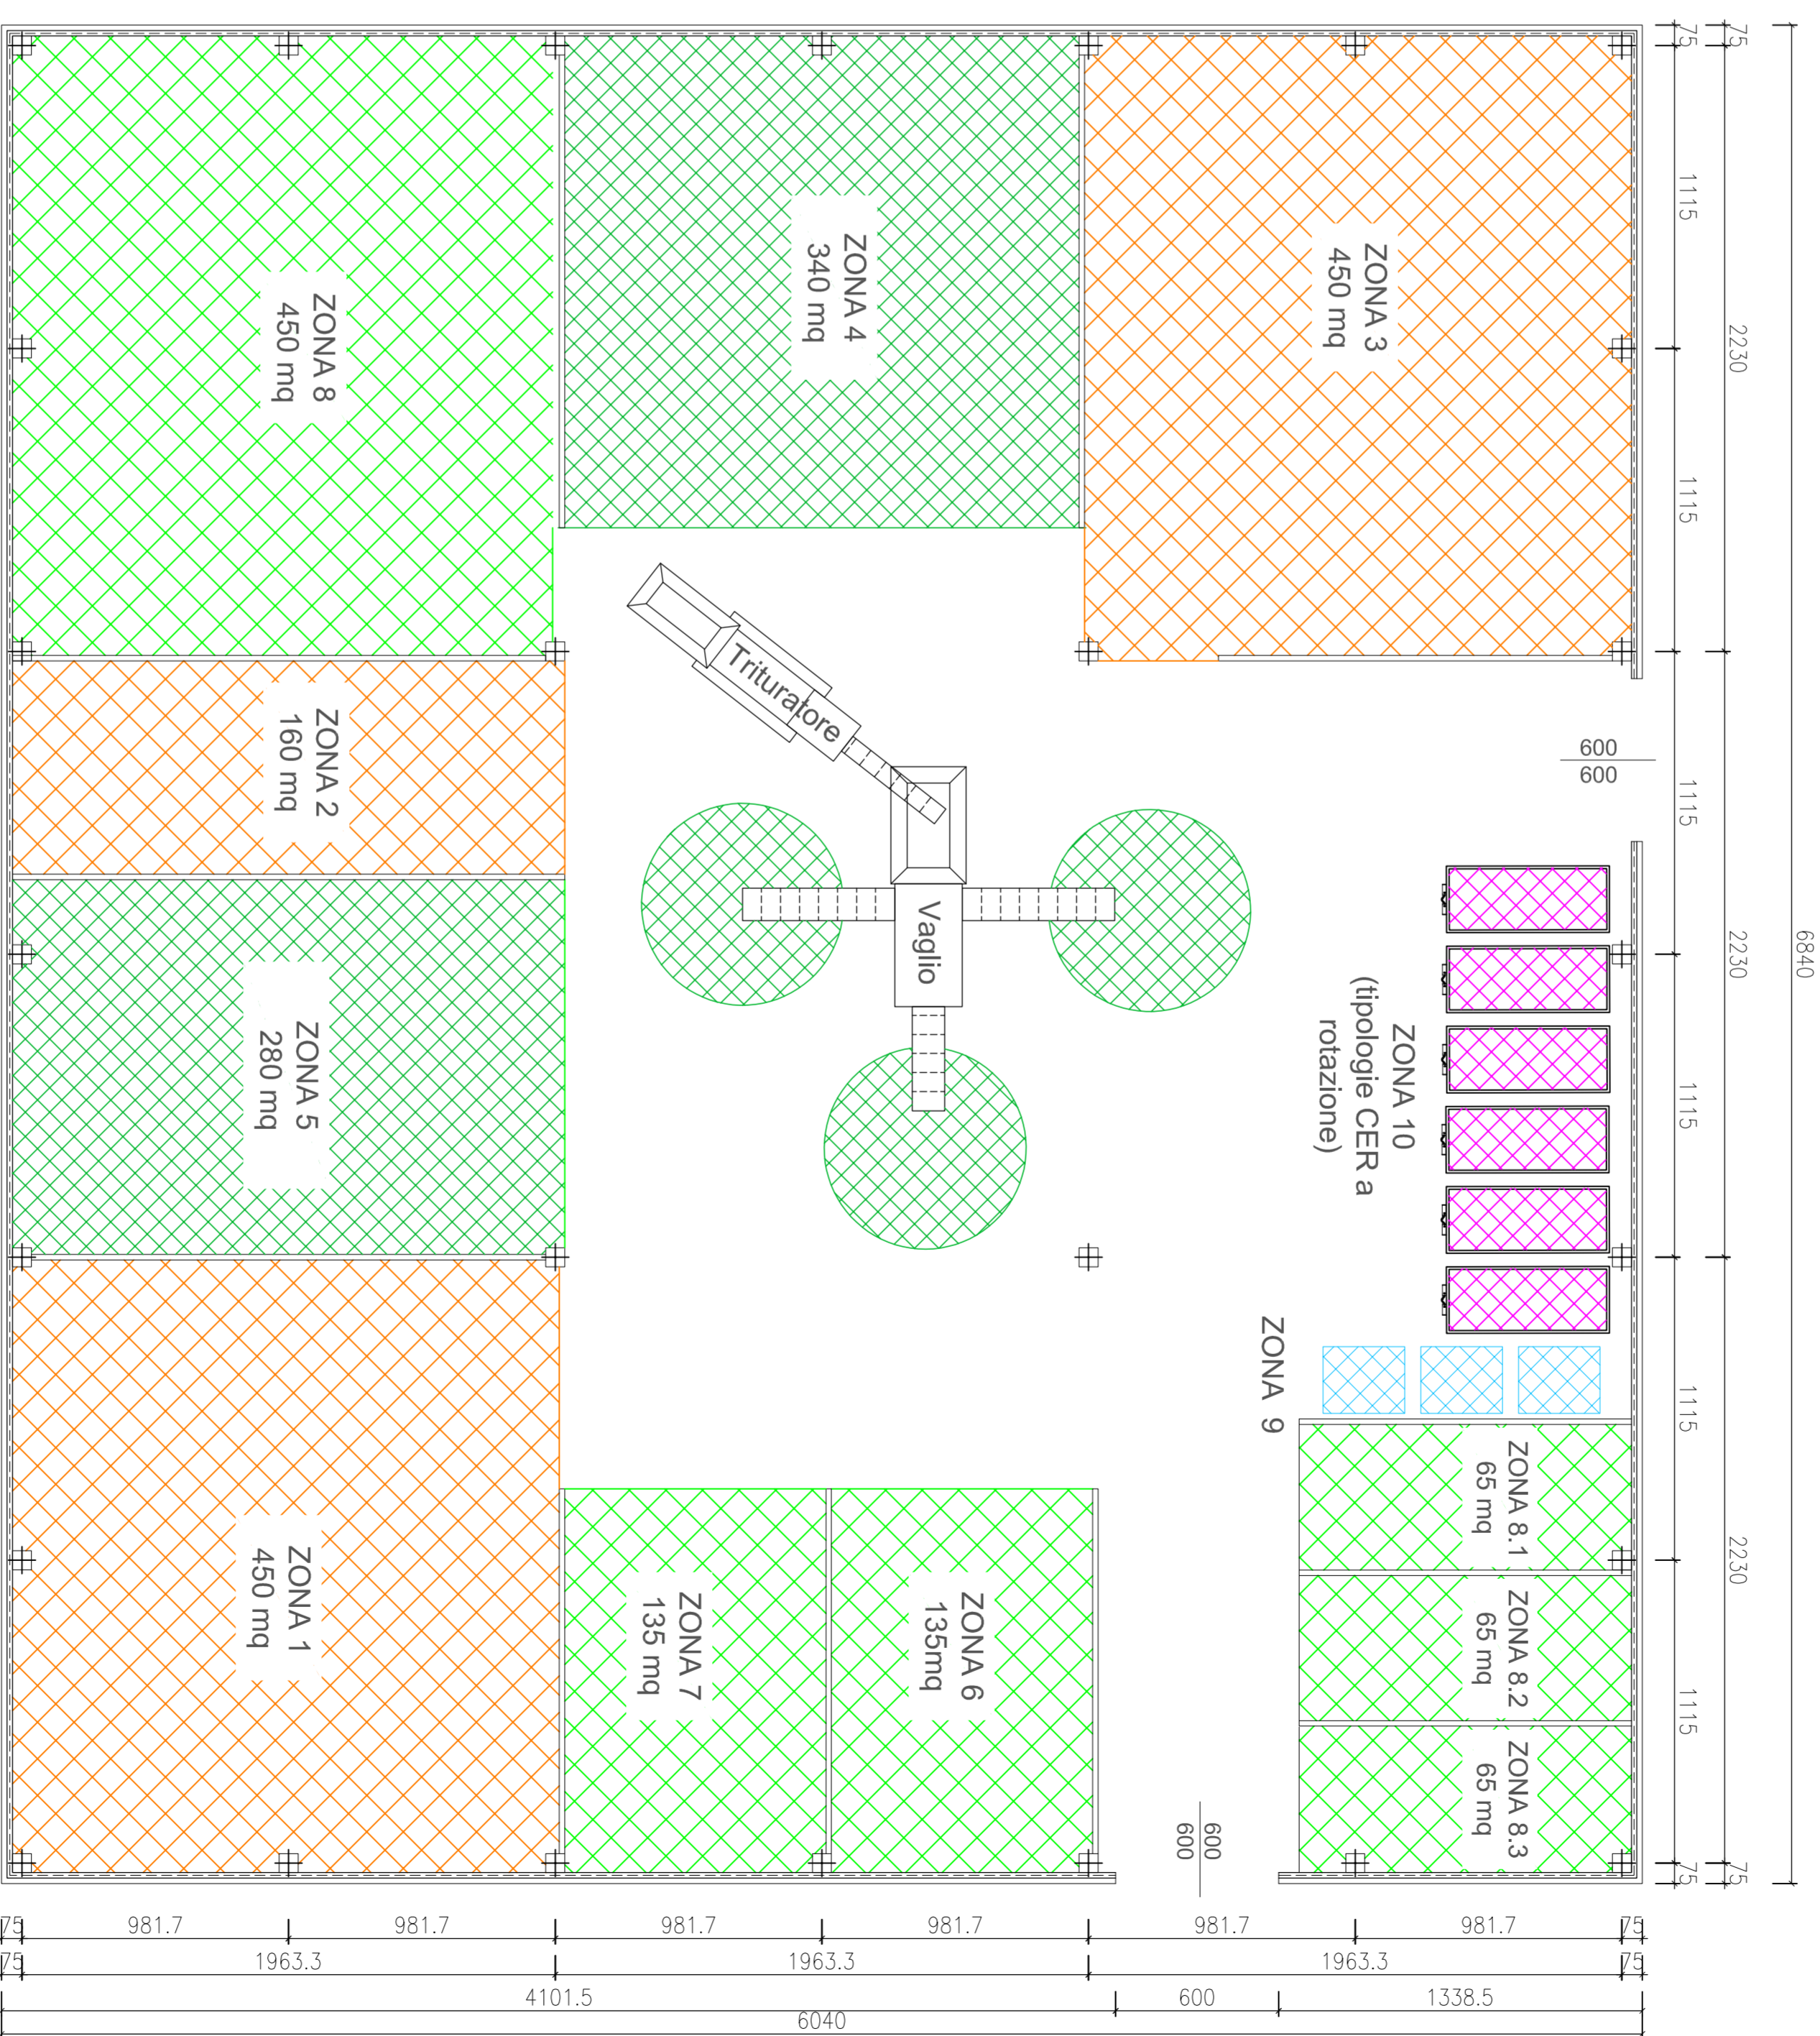 75
1115
1115
1115
1115
1115
1115
75
75
2230
2230
2230
75
6840
ZONA 3
450 mq
ZONA 4
340 mq
ZONA 8
450 mq
ZONA 2
160 mq
ZONA 5
280 mq
ZONA 1
450 mq
Trituratore
Vaglio
600
600
ZONA 10
(tipologie CER a
rotazione)
ZONA 9
ZONA 8.1
65 mq
ZONA 8.2
65 mq
ZONA 8.3
65 mq
ZONA 6
135mq
ZONA 7
135 mq
600
600
75
981.7
981.7
981.7
981.7
981.7
981.7
75
75
1963.3
1963.3
1963.3
75
4101.5
600
1338.5
6040